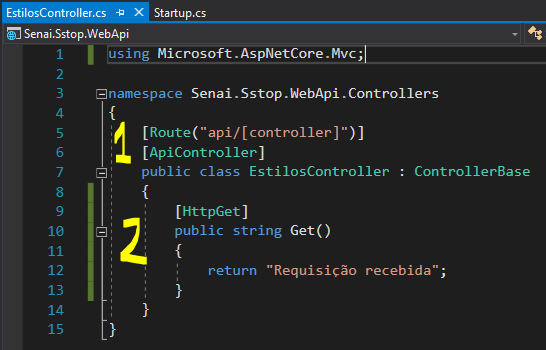 EstilosController.cs
Startup.cs
Senai.Sstop.WebApi
1 using Microsoft.AspNetCore.Mvc;
2
3 namespace Senai.Sstop.WebApi.Controllers
4 {
5 [Route("api/[controller]")]
6 [ApiController]
1
7 public class EstilosController : ControllerBase
8 {
9 [HttpGet]
10 public string Get()
2
11 {
12 return "Requisição recebida";
13 }
14 }
15 }